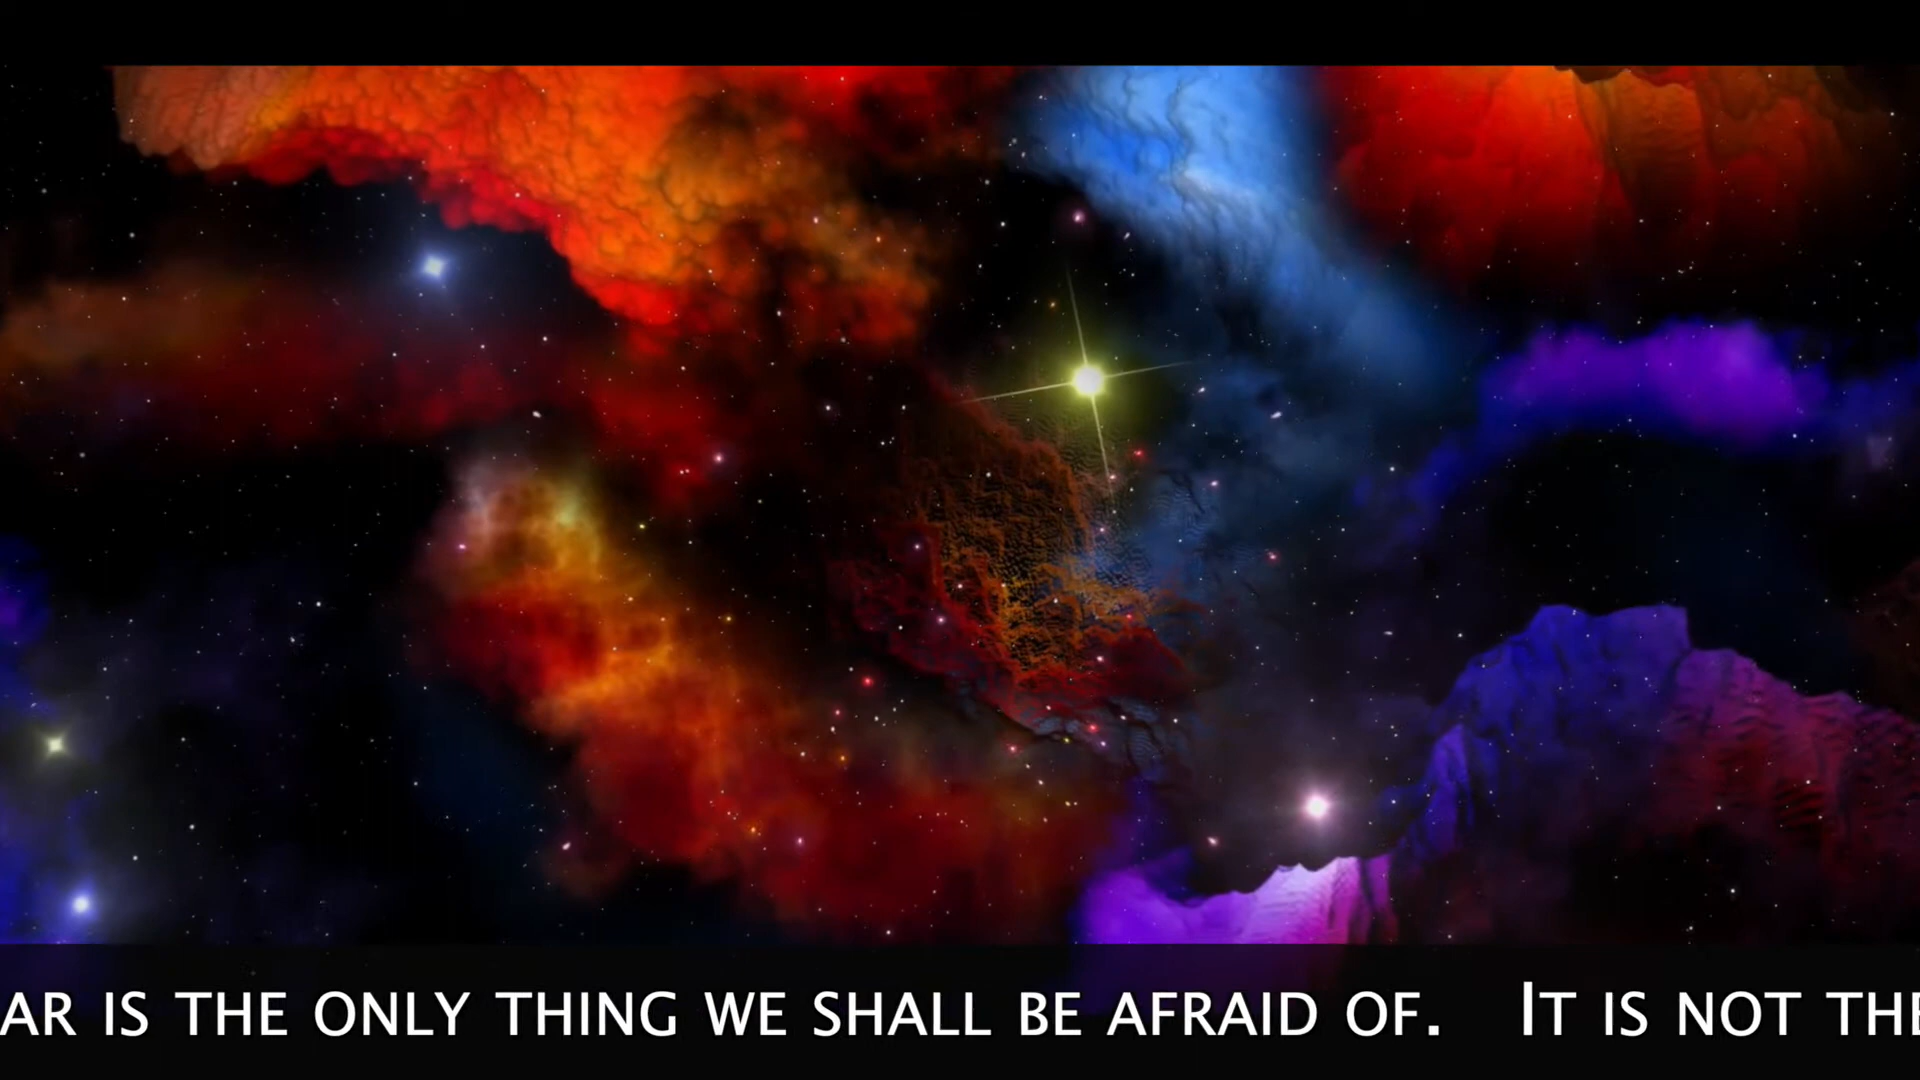 AR IS THE ONLY THING WE SHALL BE AFRAID OF. IT IS NOT THE